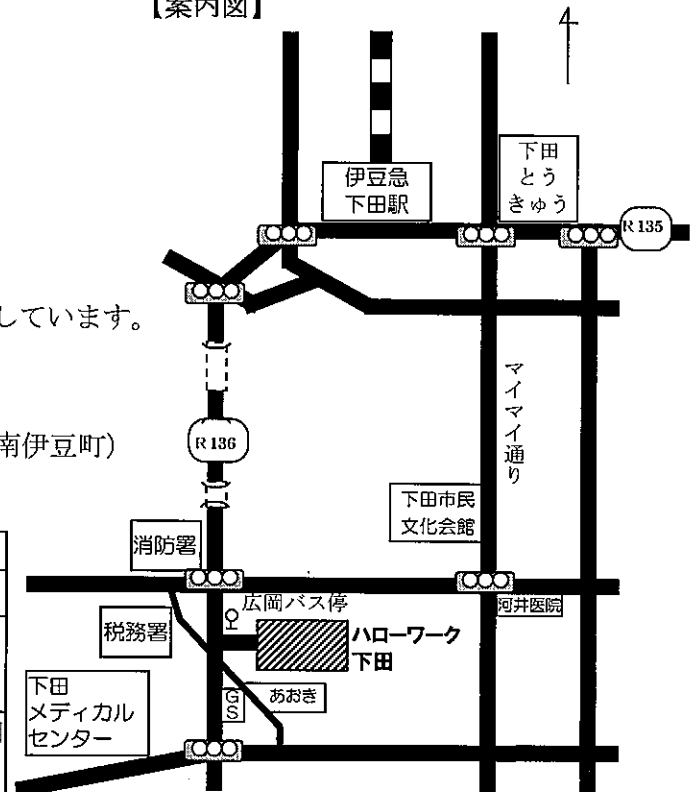 【案内図】
伊豆急
下田駅
下田
とう
きゅう
R 135
しています。
マイマイ通り
R 136
南伊豆町）
下田市民
文化会館
消防署
広岡バス停
河井医院
税務署
ハローワーク
下田
下田
メディカル
センター
GS
あおき